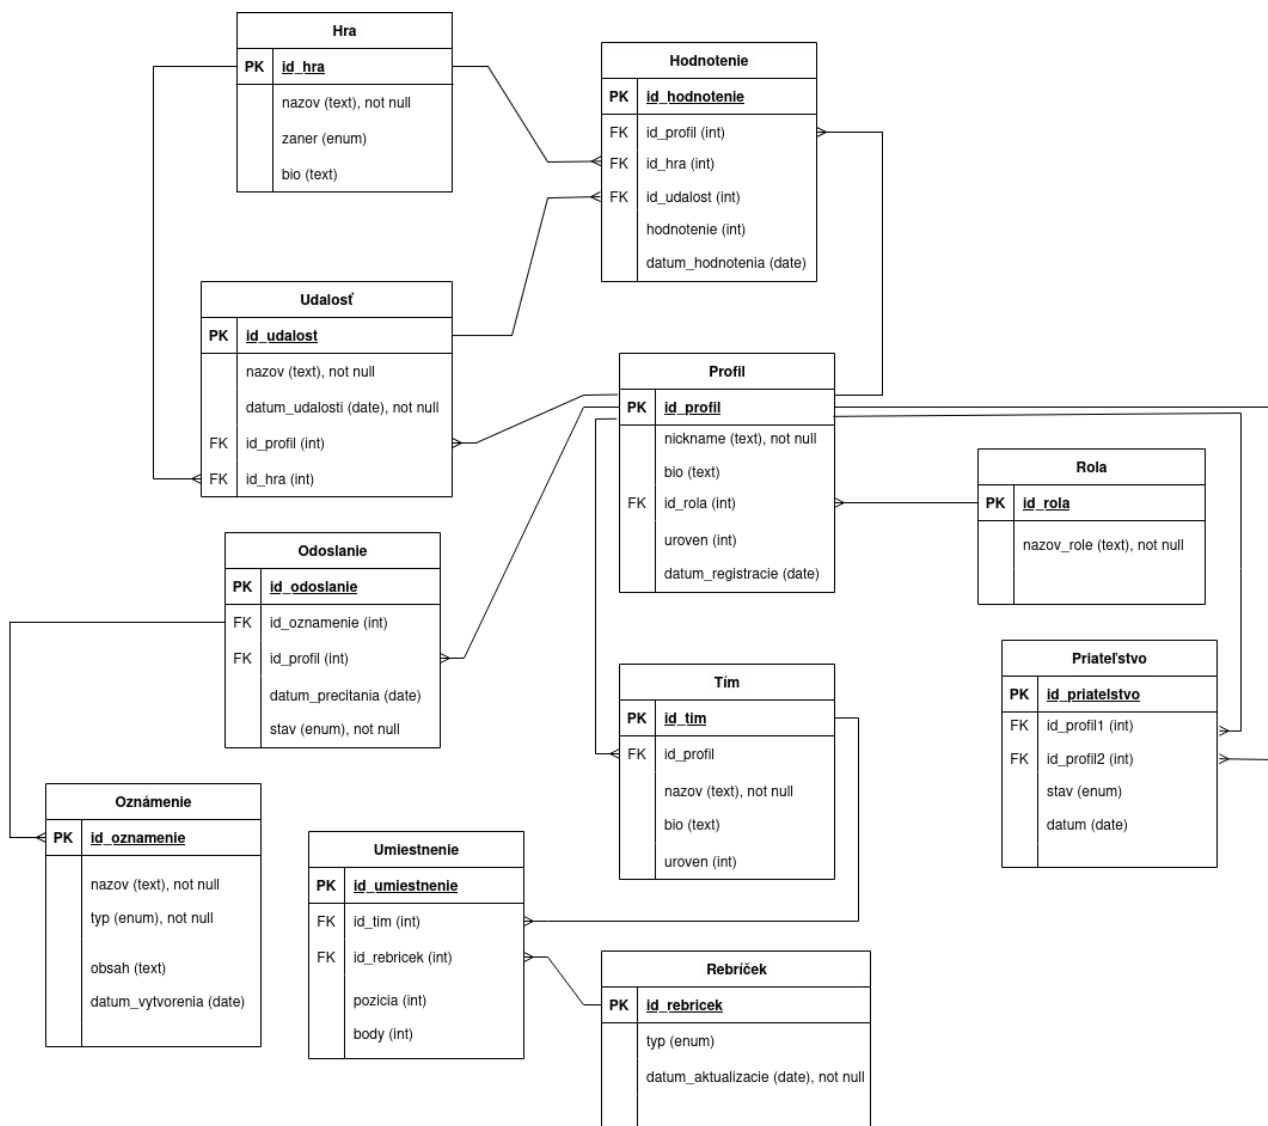 Hra
PK id_hra
nazov (text), not null
zaner (enum)
bio (text)
Hodnotenie
PK id_hodnotenie
FK id_profil (int)
FK id_hra (int)
FK id_udalost (int)
hodnotenie (int)
datum_hodnotenia (date)
Udalosť
PK id_udalost
nazov (text), not null
datum_udalosti (date), not null
FK id_profil (int)
FK id_hra (int)
Profil
PK id_profil
nickname (text), not null
bio (text)
FK id_rola (int)
uroven (int)
datum_registracie (date)
Rola
PK id_rola
nazov_role (text), not null
Odoslanie
PK id_odoslanie
FK id_oznamenie (int)
FK id_profil (int)
datum_precitania (date)
stav (enum), not null
Tím
PK id_tim
FK id_profil
nazov (text), not null
bio (text)
uroven (int)
Priateľstvo
PK id_priatelstvo
FK id_profil1 (int)
FK id_profil2 (int)
stav (enum)
datum (date)
Oznámenie
PK id_oznamenie
nazov (text), not null
typ (enum), not null
obsah (text)
datum_vytvorenia (date)
Umiestnenie
PK id_umiestnenie
FK id_tim (int)
FK id_rebricek (int)
pozicia (int)
body (int)
Rebríček
PK id_rebricek
typ (enum)
datum_aktualizacie (date), not null